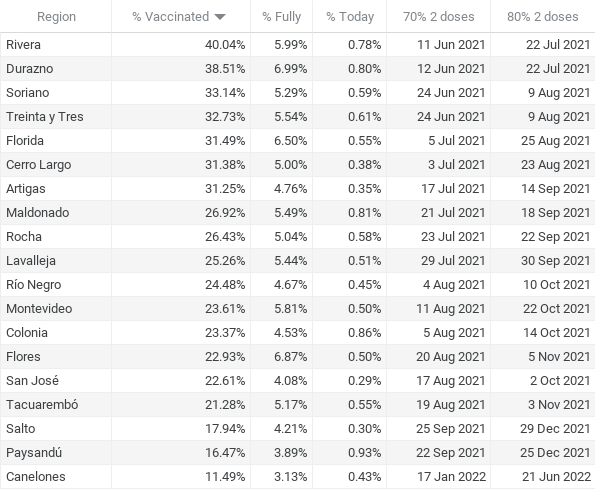 Region % Vaccinated % Fully % Today 70% 2 doses 80% 2 doses
Rivera 40.04% 5.99% 0.78% 11 Jun 2021 22 Jul 2021
Durazno 38.51% 6.99% 0.80% 12 Jun 2021 22 Jul 2021
Soriano 33.14% 5.29% 0.59% 24 Jun 2021 9 Aug 2021
Treinta y Tres 32.73% 5.54% 0.61% 24 Jun 2021 9 Aug 2021
Florida 31.49% 6.50% 0.55% 5 Jul 2021 25 Aug 2021
Cerro Largo 31.38% 5.00% 0.38% 3 Jul 2021 23 Aug 2021
Artigas 31.25% 4.76% 0.35% 17 Jul 2021 14 Sep 2021
Maldonado 26.92% 5.49% 0.81% 21 Jul 2021 18 Sep 2021
Rocha 26.43% 5.04% 0.58% 23 Jul 2021 22 Sep 2021
Lavalleja 25.26% 5.44% 0.51% 29 Jul 2021 30 Sep 2021
Río Negro 24.48% 4.67% 0.45% 4 Aug 2021 10 Oct 2021
Montevideo 23.61% 5.81% 0.50% 11 Aug 2021 22 Oct 2021
Colonia 23.37% 4.53% 0.86% 5 Aug 2021 14 Oct 2021
Flores 22.93% 6.87% 0.50% 20 Aug 2021 5 Nov 2021
San José 22.61% 4.08% 0.29% 17 Aug 2021 2 Oct 2021
Tacuarembó 21.28% 5.17% 0.55% 19 Aug 2021 3 Nov 2021
Salto 17.94% 4.21% 0.30% 25 Sep 2021 29 Dec 2021
Paysandú 16.47% 3.89% 0.93% 22 Sep 2021 25 Dec 2021
Canelones 11.49% 3.13% 0.43% 17 Jan 2022 21 Jun 2022